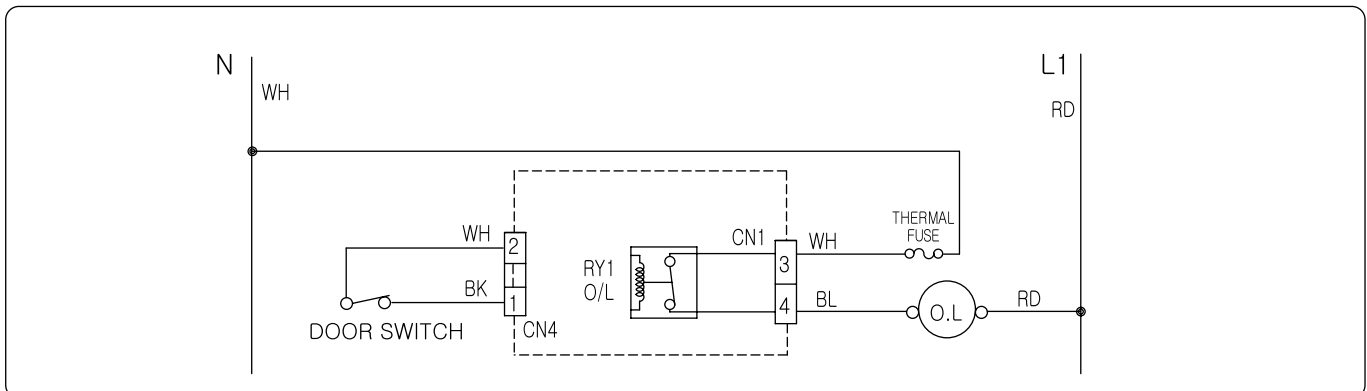 N
L1
WH
RD
THERMAL
FUSE
WH
2
CN1
WH
3
RY1
O/L
BK
1
4
BL
O.L
RD
DOOR SWITCH
CN4